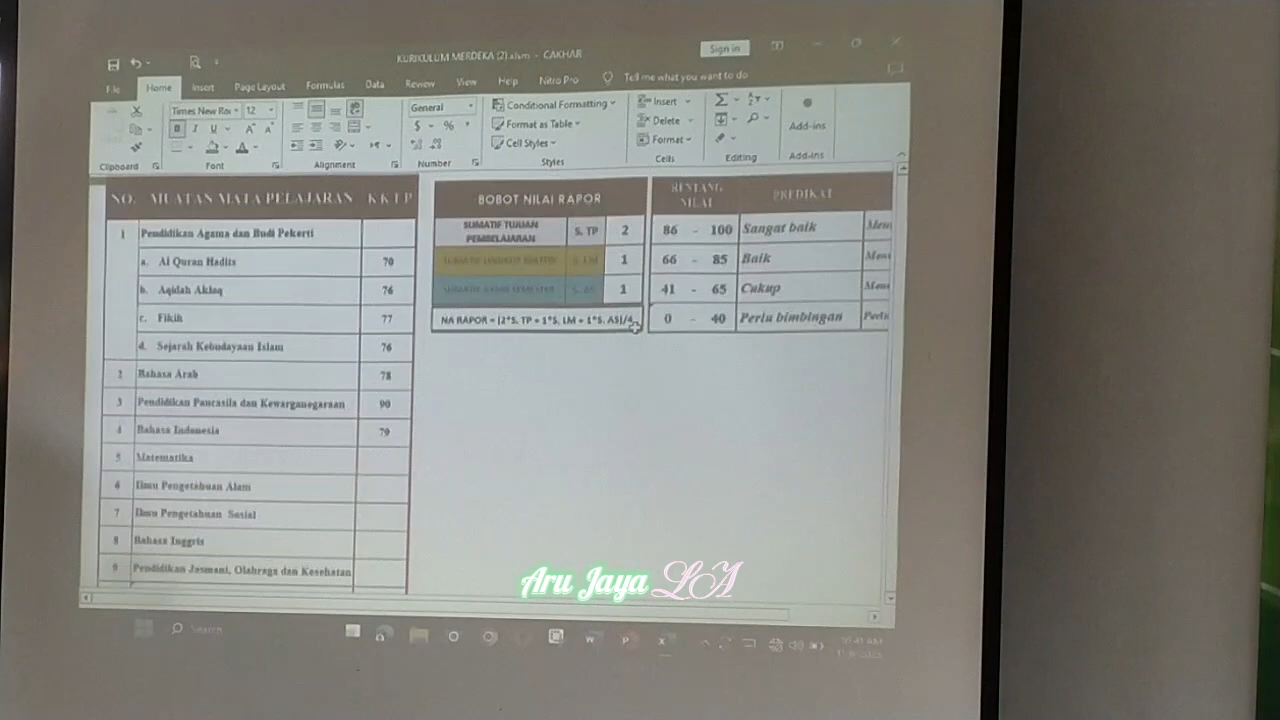 KURIKULUM MERDEKA (2).xlsm - CAKHAR
Sign in
File Home Insert Page Layout Formulas Data Review View Help Nitro Pro Tell me what you want to do
Times New Ro 12
General
Conditional Formatting
Format as Table
Cell Styles
Insert
Delete
Format
Add-ins
Clipboard Font Alignment Number Styles Cells Editing Add-ins
NO. MUATAN MATA PELAJARAN KKTP
1 Pendidikan Agama dan Budi Pekerti
a. Al Quran Hadits 70
b. Aqidah Aklaq 76
c. Fikih 77
d. Sejarah Kebudayaan Islam 76
2 Bahasa Arab 78
3 Pendidikan Pancasila dan Kewarganegaraan 90
4 Bahasa Indonesia 79
5 Matematika
6 Ilmu Pengetahuan Alam
7 Ilmu Pengetahuan Sosial
8 Bahasa Inggris
9 Pendidikan Jasmani, Olahraga dan Kesehatan
BOBOT NILAI RAPOR
SUMATIF TUJUAN PEMBELAJARAN S. TP 2
1
1
NA RAPOR = (2*S. TP + 1*S. LM + 1*S. AS)/4
RENTANG NILAI PREDIKAT
86 - 100 Sangat baik
66 - 85 Baik
41 - 65 Cukup
0 - 40 Perlu bimbingan
Aru Jaya LA
Search